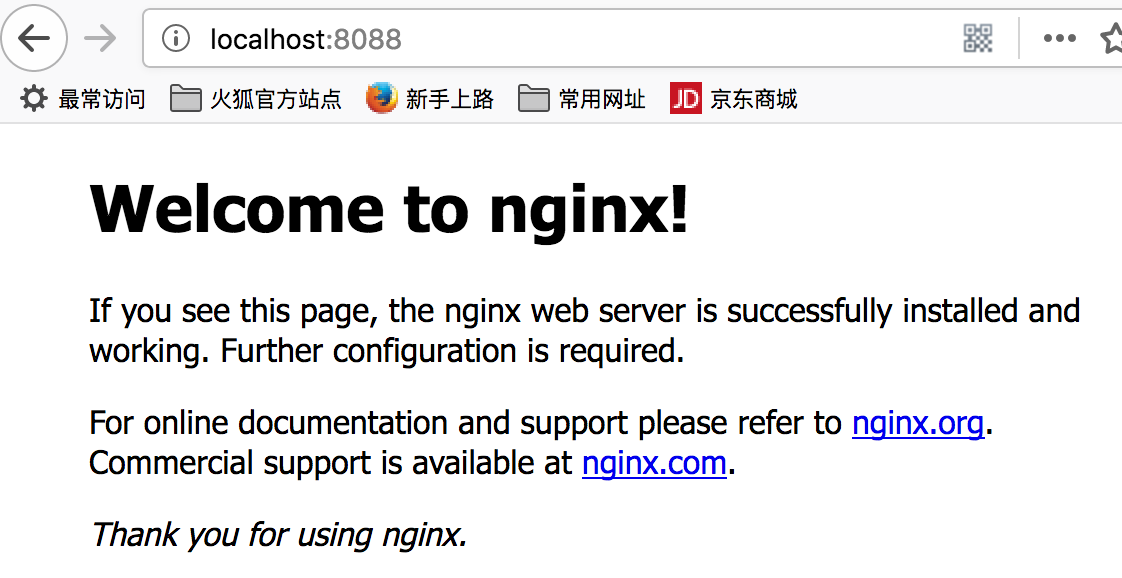 localhost:8088
最常访问 火狐官方站点 新手上路 常用网址 JD 京东商城
Welcome to nginx!
If you see this page, the nginx web server is successfully installed and
working. Further configuration is required.
For online documentation and support please refer to nginx.org.
Commercial support is available at nginx.com.
Thank you for using nginx.